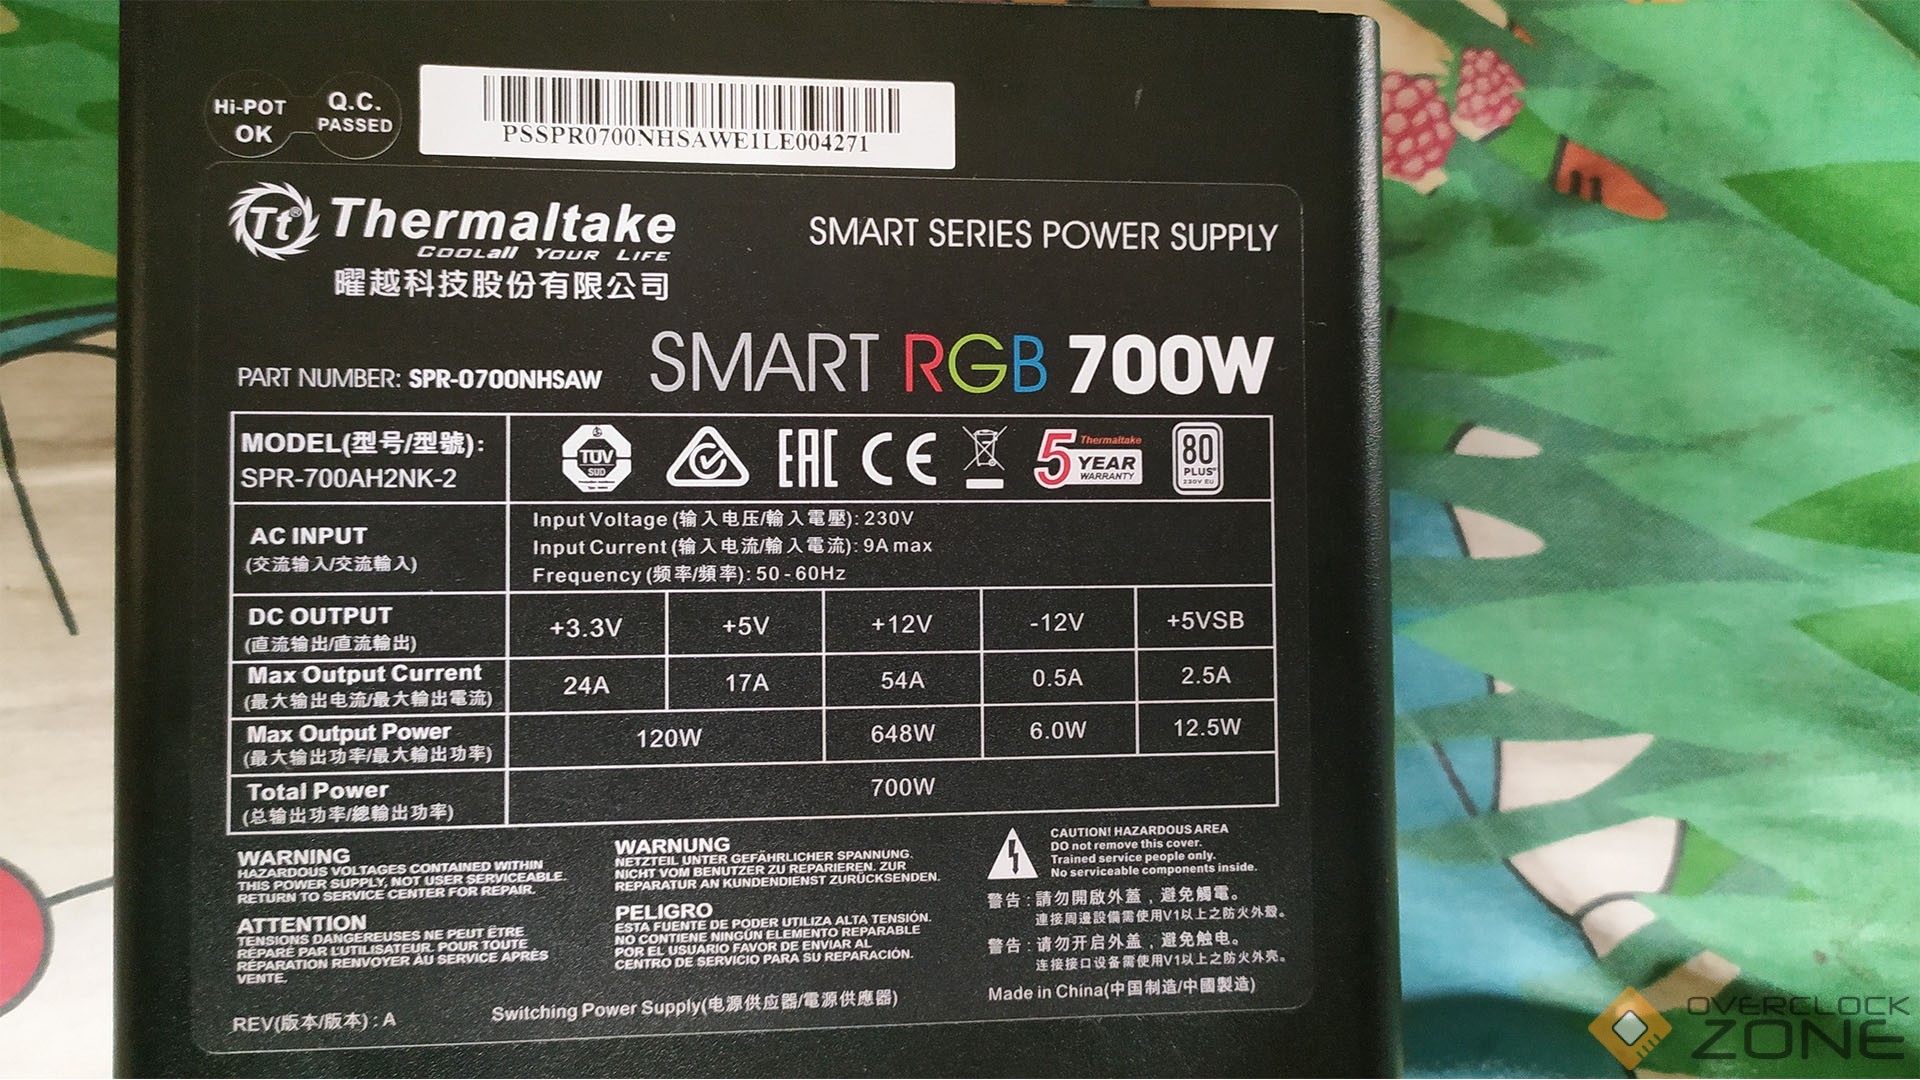 Hi-POT
OK
Q.C.
PASSED
PSSPR0700NHSAWE1LE004271
Tt® Thermaltake
COOLall YOUR LIFE
曜越科技股份有限公司
SMART SERIES POWER SUPPLY
PART NUMBER: SPR-0700NHSAW
SMART RGB 700W
MODEL(型号/型號):
SPR-700AH2NK-2
TÜV
SÜD
EAC
CE
5 Thermaltake
YEAR
WARRANTY
80
PLUS®
230V EU
AC INPUT
(交流输入/交流輸入)
Input Voltage (输入电压/輸入電壓): 230V
Input Current (输入电流/輸入電流): 9A max
Frequency (频率/頻率): 50 - 60Hz
DC OUTPUT
(直流输出/直流輸出)
+3.3V +5V +12V -12V +5VSB
Max Output Current
(最大输出电流/最大輸出電流)
24A 17A 54A 0.5A 2.5A
Max Output Power
(最大输出功率/最大輸出功率)
120W 648W 6.0W 12.5W
Total Power
(总输出功率/總輸出功率)
700W
WARNING
HAZARDOUS VOLTAGES CONTAINED WITHIN
THIS POWER SUPPLY, NOT USER SERVICEABLE.
RETURN TO SERVICE CENTER FOR REPAIR.
ATTENTION
TENSIONS DANGEREUSES NE PEUT ÊTRE
RÉPARÉ PAR L'UTILISATEUR. POUR TOUTE
RÉPARATION RENVOYER AU SERVICE APRÈS
VENTE.
WARNUNG
NETZTEIL UNTER GEFÄHRLICHER SPANNUNG.
NICHT VOM BENUTZER ZU REPARIEREN. ZUR
REPARATUR AN KUNDENDIENST ZURÜCKSENDEN.
PELIGRO
ESTA FUENTE DE PODER UTILIZA ALTA TENSIÓN.
NO CONTIENE NINGÚN ELEMENTO REPARABLE
POR EL USUARIO FAVOR DE ENVIAR AL
CENTRO DE SERVICIO PARA SU REPARACIÓN.
CAUTION! HAZARDOUS AREA
DO not remove this cover.
Trained service people only.
No serviceable components inside.
警告 : 請勿開啟外蓋，避免觸電。
連接周邊設備需使用V1以上之防火外殼。
警告 : 请勿开启外盖，避免触电。
连接接口设备需使用V1以上之防火外壳。
Made in China(中国制造/中國製造)
REV(版本/版本) : A
Switching Power Supply(电源供应器/電源供應器)
OVERCLOCK
ZONE